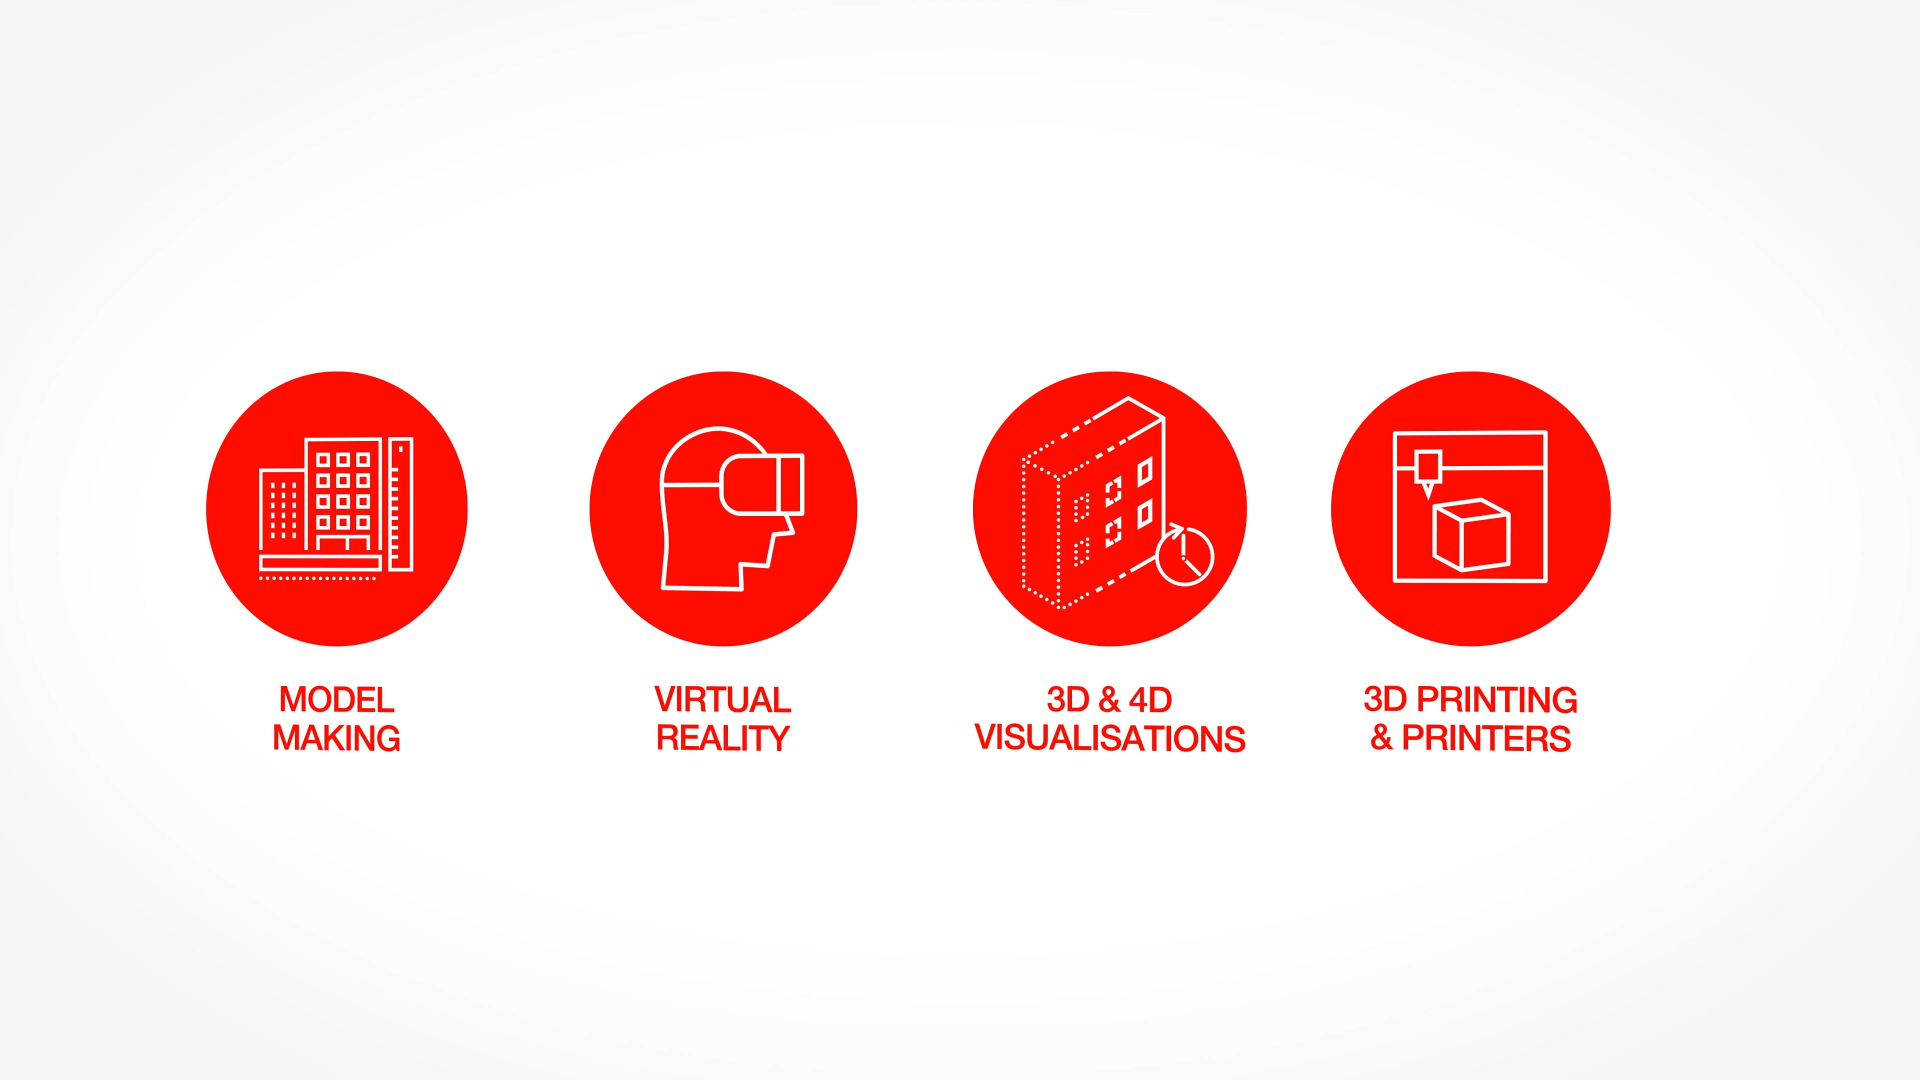 MODEL
MAKING
VIRTUAL
REALITY
3D & 4D
VISUALISATIONS
3D PRINTING
& PRINTERS